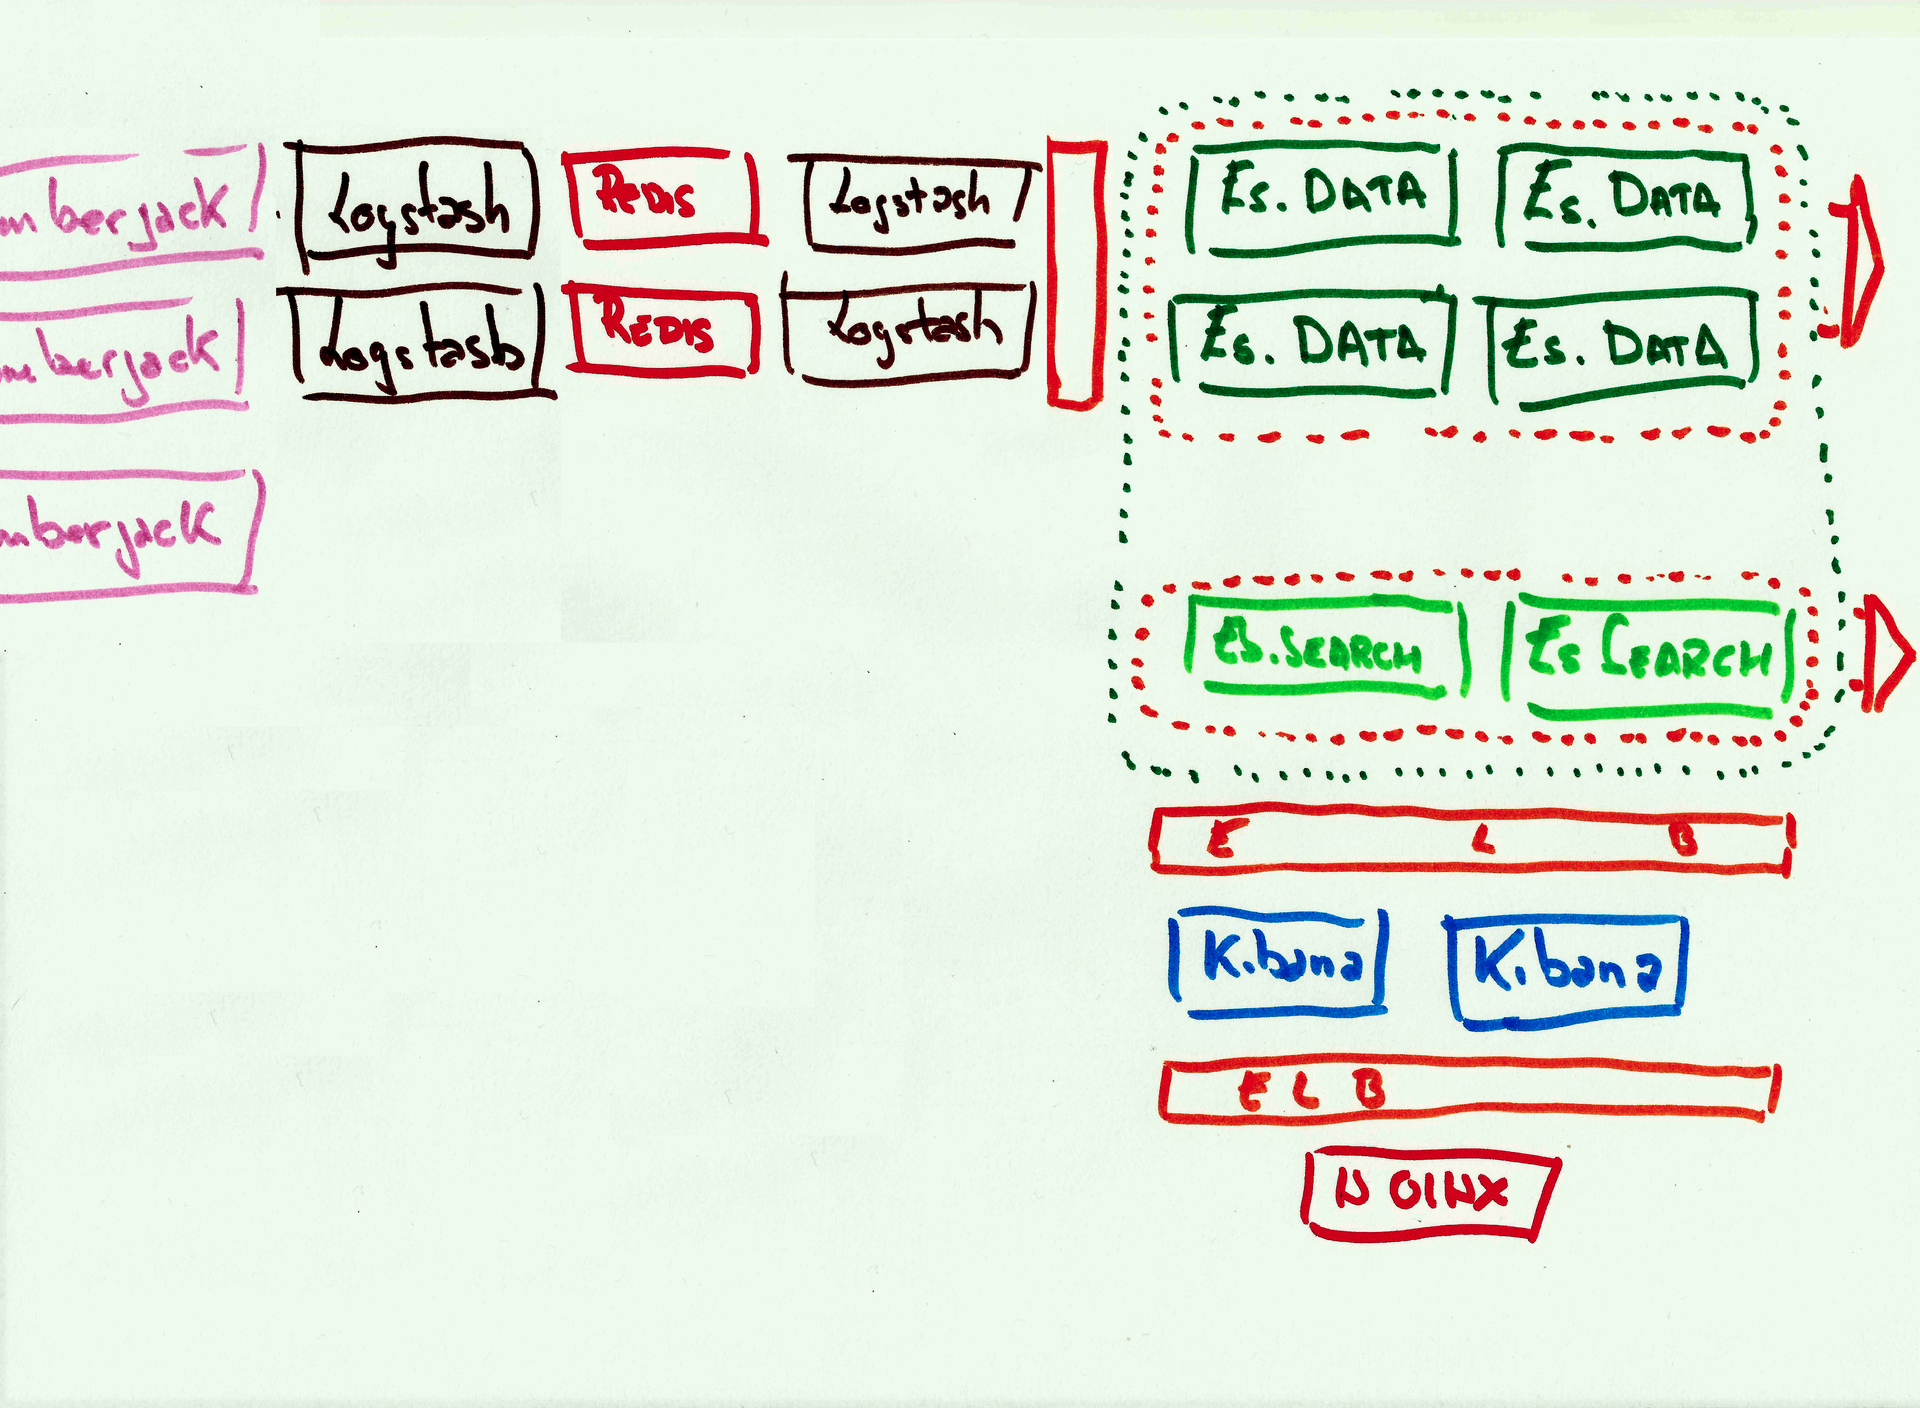 mberjack Logstash REDIS Logstash Es. DATA Es. DATA
mberjack Logstash REDIS Logstash Es. DATA Es. DATA
mberjack
Es. SEARCH Es SEARCH
E L B
Kibana Kibana
E L B
NGINX